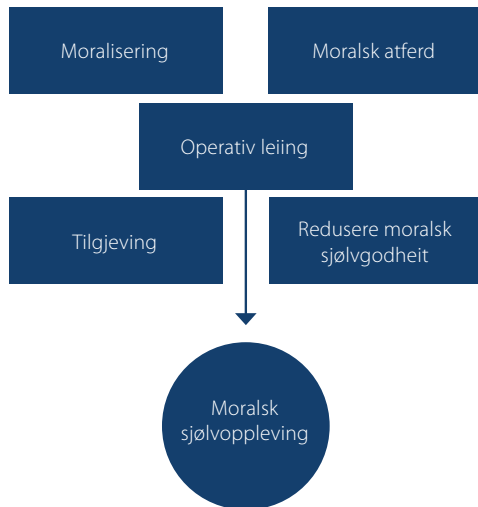 Moralisering
Moralsk atferd
Operativ leiing
Tilgjeving
Redusere moralsk
sjølvgodheit
Moralsk
sjølvoppleving